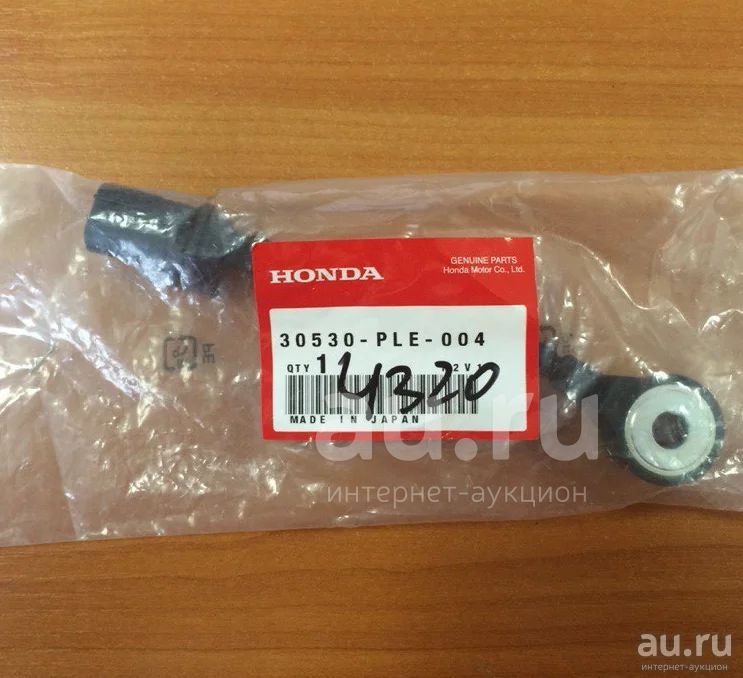 HONDA
GENUINE PARTS
Honda Motor Co., Ltd.
30530-PLE-004
QTY 1
2V1
4320
MADE IN JAPAN
au.ru
интернет-аукцион
au.ru
интернет-аукцион